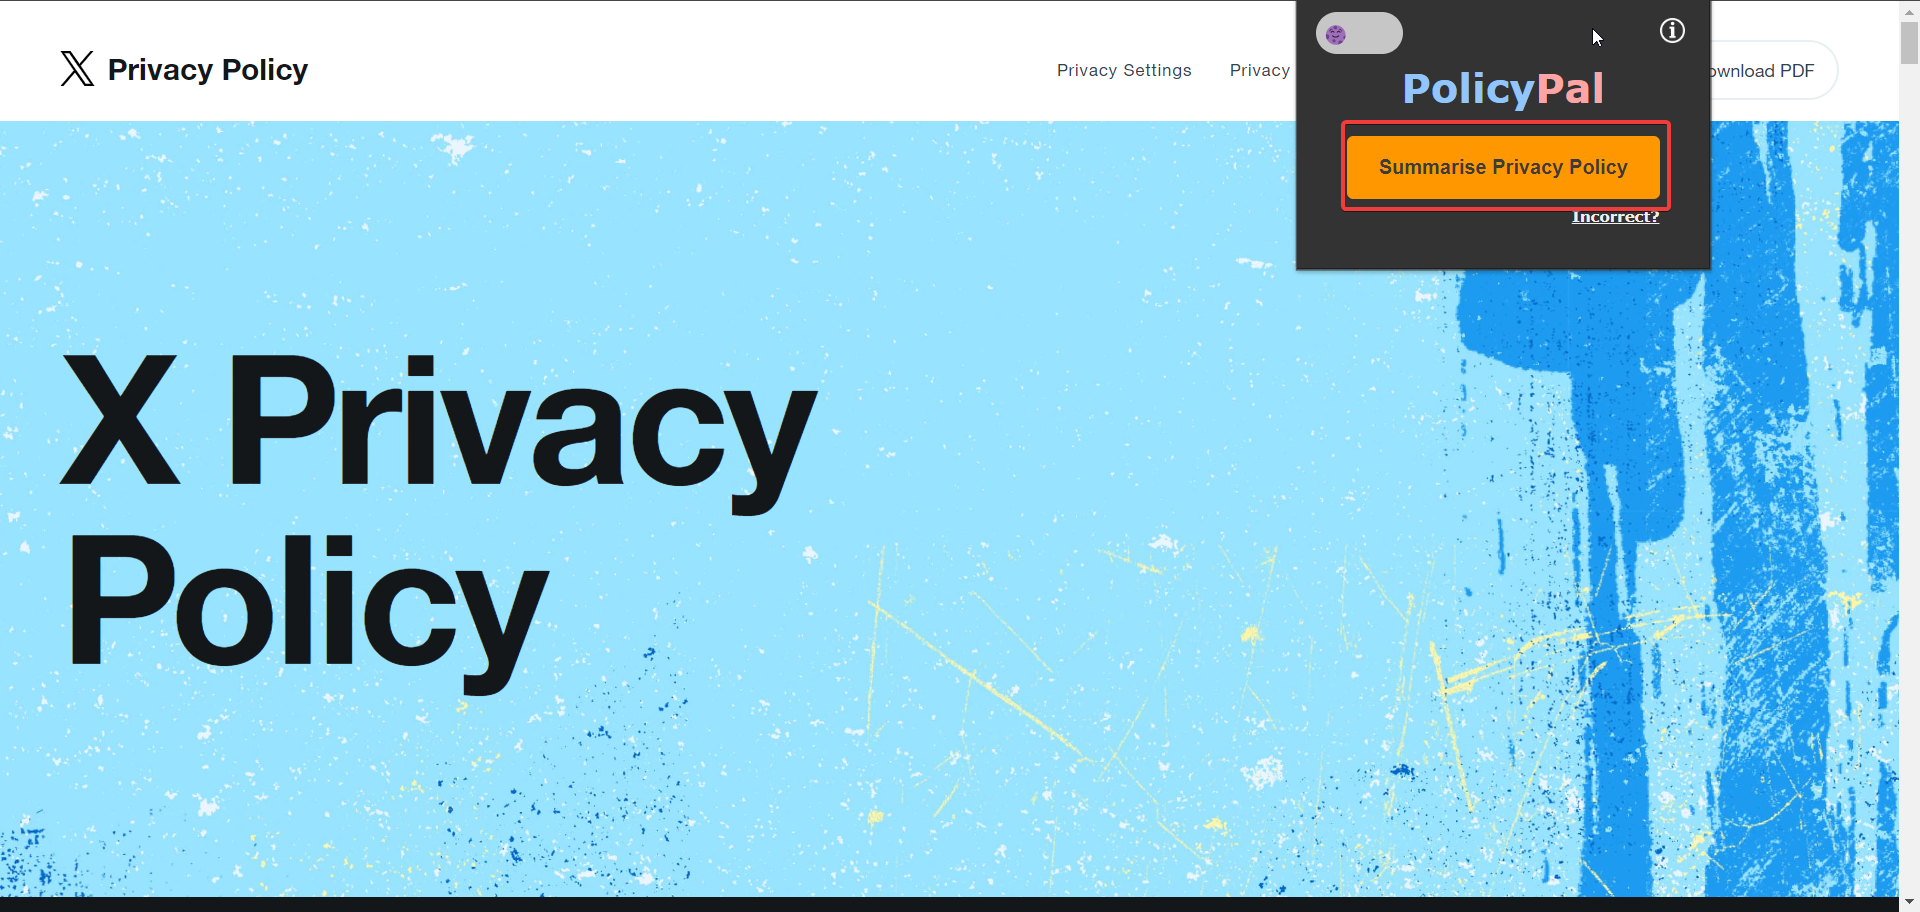 Privacy Policy
Privacy Settings
Privacy
ownload PDF
PolicyPal
Summarise Privacy Policy
Incorrect?
X Privacy
Policy